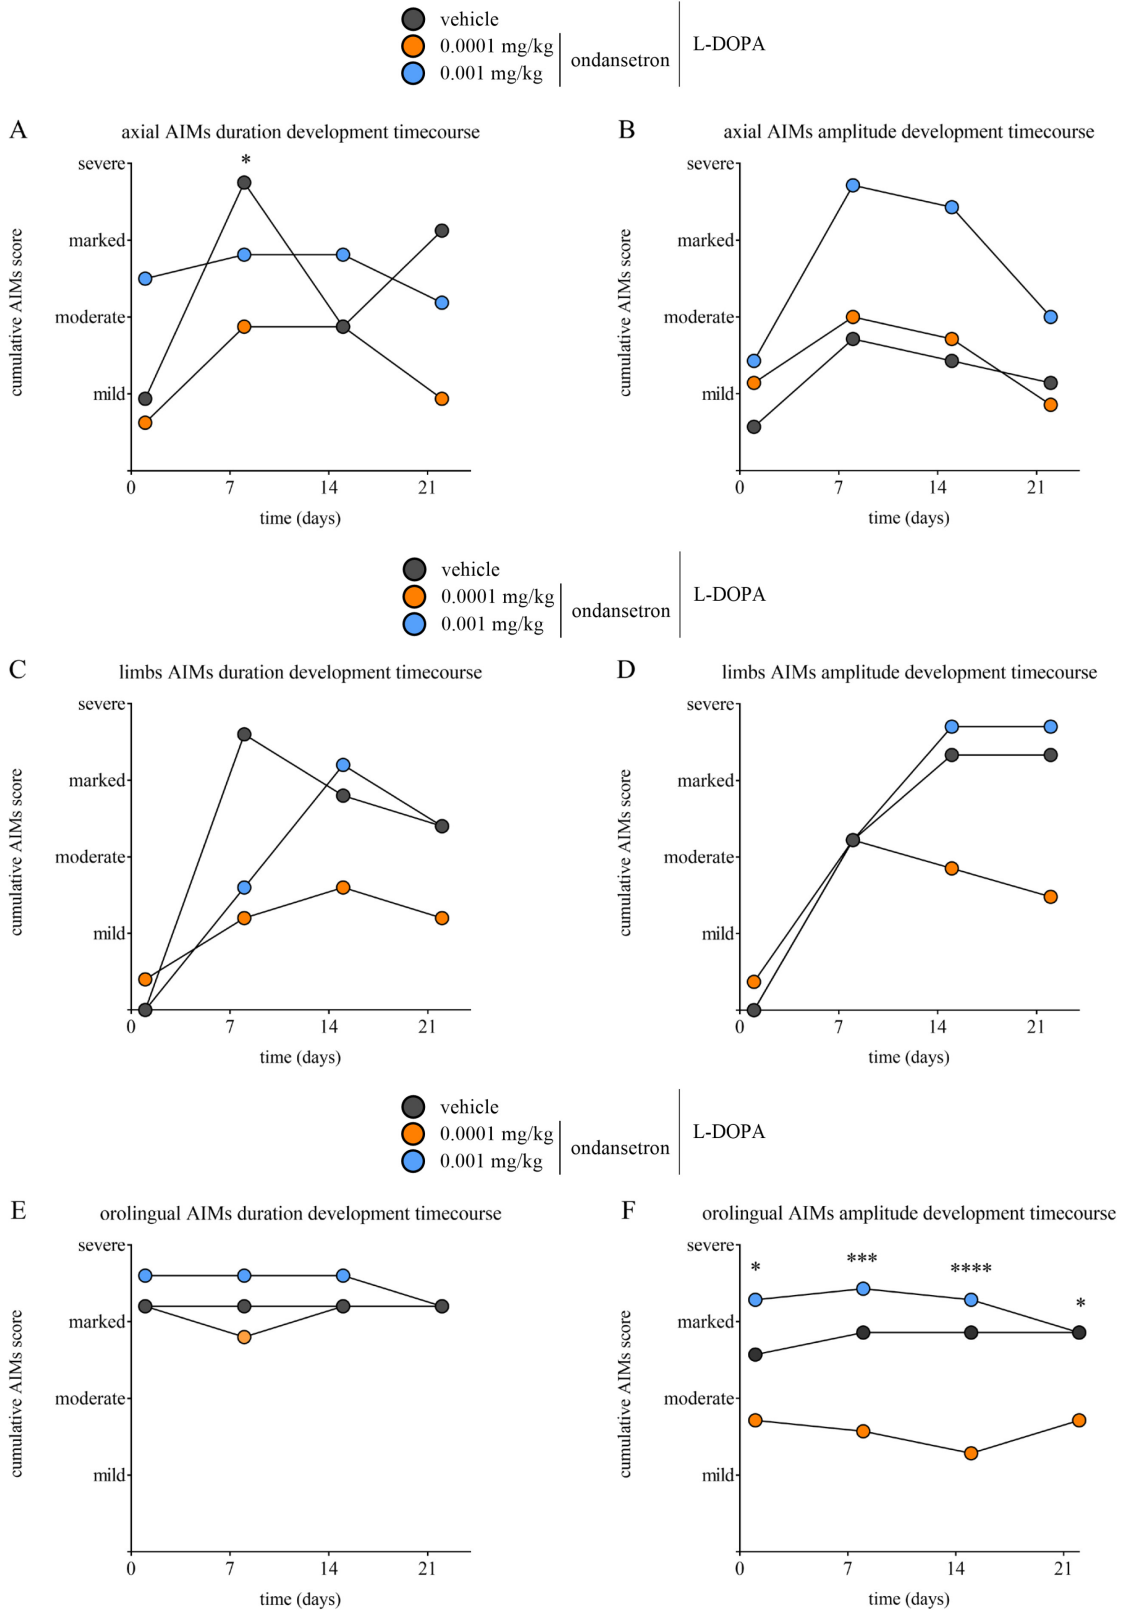 vehicle
0.0001 mg/kg
0.001 mg/kg
ondansetron
L-DOPA
A
axial AIMs duration development timecourse
*
severe
marked
moderate
mild
cumulative AIMs score
0 7 14 21
time (days)
B
axial AIMs amplitude development timecourse
severe
marked
moderate
mild
cumulative AIMs score
0 7 14 21
time (days)
vehicle
0.0001 mg/kg
0.001 mg/kg
ondansetron
L-DOPA
C
limbs AIMs duration development timecourse
severe
marked
moderate
mild
cumulative AIMs score
0 7 14 21
time (days)
D
limbs AIMs amplitude development timecourse
severe
marked
moderate
mild
cumulative AIMs score
0 7 14 21
time (days)
vehicle
0.0001 mg/kg
0.001 mg/kg
ondansetron
L-DOPA
E
orolingual AIMs duration development timecourse
severe
marked
moderate
mild
cumulative AIMs score
0 7 14 21
time (days)
F
orolingual AIMs amplitude development timecourse
* *** **** *
severe
marked
moderate
mild
cumulative AIMs score
0 7 14 21
time (days)